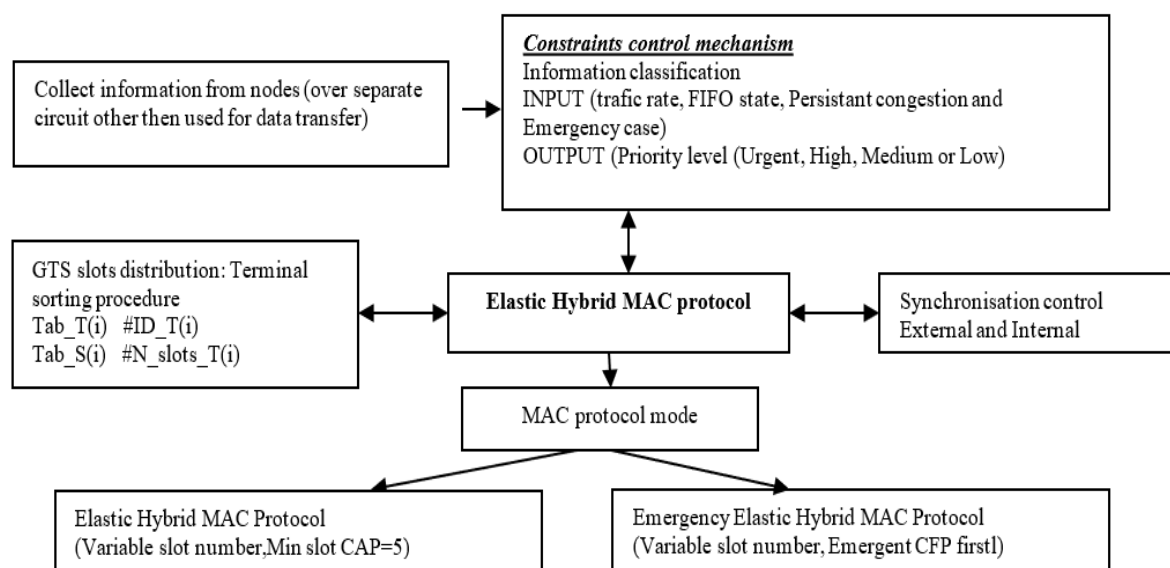 Constraints control mechanism
Information classification
INPUT (trafic rate, FIFO state, Persistant congestion and
Emergency case)
OUTPUT (Priority level (Urgent, High, Medium or Low)
Collect information from nodes (over separate
circuit other then used for data transfer)
GTS slots distribution: Terminal
sorting procedure
Tab_T(i) #ID_T(i)
Tab_S(i) #N_slots_T(i)
Elastic Hybrid MAC protocol
Synchronisation control
External and Internal
MAC protocol mode
Elastic Hybrid MAC Protocol
(Variable slot number,Min slot CAP=5)
Emergency Elastic Hybrid MAC Protocol
(Variable slot number, Emergent CFP firstl)